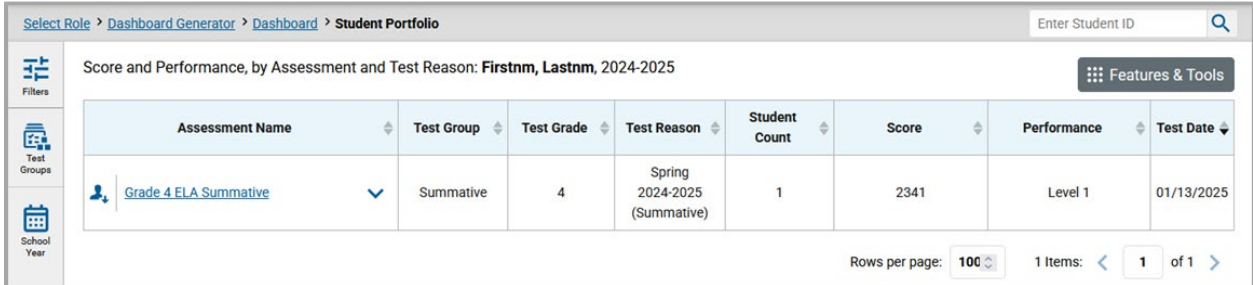 Select Role > Dashboard Generator > Dashboard > Student Portfolio
Enter Student ID
Filters
Score and Performance, by Assessment and Test Reason: Firstnm, Lastnm, 2024-2025
Features & Tools
Test
Groups
School
Year
Assessment Name Test Group Test Grade Test Reason Student Count Score Performance Test Date
Grade 4 ELA Summative Summative 4 Spring 2024-2025 (Summative) 1 2341 Level 1 01/13/2025
Rows per page: 100 1 Items: < 1 of 1 >